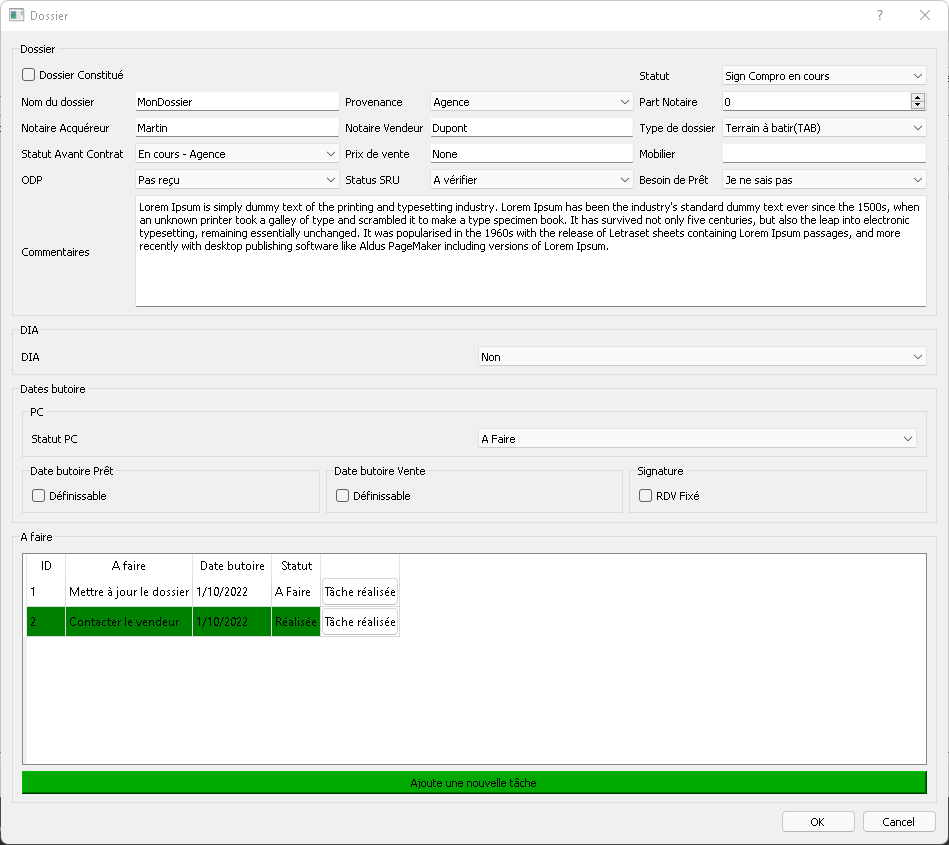 Dossier
?
Dossier
Dossier Constitué
Statut
Sign Compro en cours
Nom du dossier
MonDossier
Provenance
Agence
Part Notaire
0
Notaire Acquéreur
Martin
Notaire Vendeur
Dupont
Type de dossier
Terrain à batir(TAB)
Statut Avant Contrat
En cours - Agence
Prix de vente
None
Mobilier
ODP
Pas reçu
Status SRU
A vérifier
Besoin de Prêt
Je ne sais pas
Commentaires
Lorem Ipsum is simply dummy text of the printing and typesetting industry. Lorem Ipsum has been the industry's standard dummy text ever since the 1500s, when
an unknown printer took a galley of type and scrambled it to make a type specimen book. It has survived not only five centuries, but also the leap into electronic
typesetting, remaining essentially unchanged. It was popularised in the 1960s with the release of Letraset sheets containing Lorem Ipsum passages, and more
recently with desktop publishing software like Aldus PageMaker including versions of Lorem Ipsum.
DIA
DIA
Non
Dates butoire
PC
Statut PC
A Faire
Date butoire Prêt
Définissable
Date butoire Vente
Définissable
Signature
RDV Fixé
A faire
ID A faire Date butoire Statut
1 Mettre à jour le dossier 1/10/2022 A Faire Tâche réalisée
2 Contacter le vendeur 1/10/2022 Réalisée Tâche réalisée
Ajoute une nouvelle tâche
OK
Cancel